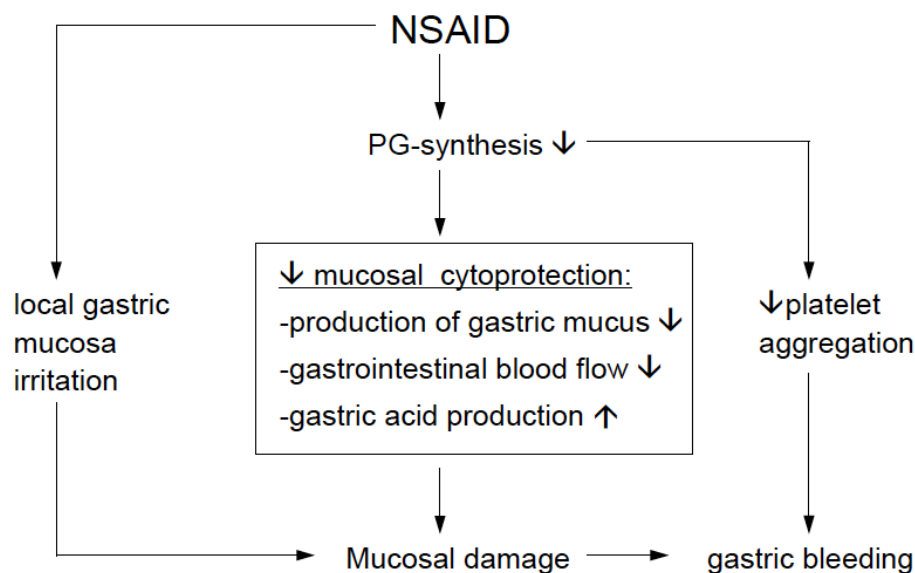 NSAID
PG-synthesis ↓
↓ mucosal cytoprotection:
-production of gastric mucus ↓
-gastrointestinal blood flow ↓
-gastric acid production ↑
local gastric
mucosa
irritation
↓platelet
aggregation
Mucosal damage
gastric bleeding